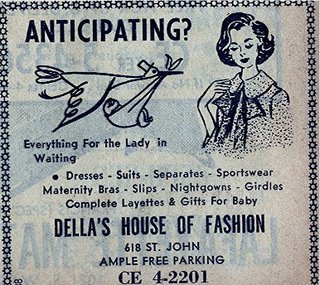 ANTICIPATING?
Everything For the Lady in
Waiting
• Dresses - Suits - Separates - Sportswear
Maternity Bras - Slips - Nightgowns - Girdles
Complete Layettes & Gifts For Baby
DELLA'S HOUSE OF FASHION
618 ST. JOHN
AMPLE FREE PARKING
CE 4-2201